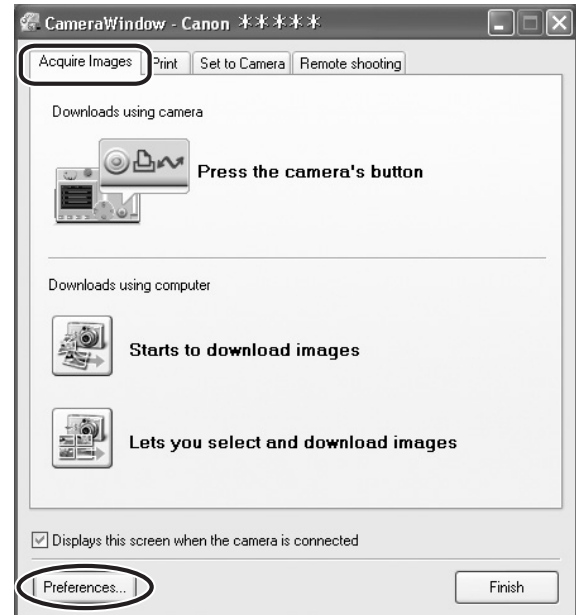 CameraWindow - Canon *****
Acquire Images Print Set to Camera Remote shooting
Downloads using camera
Press the camera's button
Downloads using computer
Starts to download images
Lets you select and download images
Displays this screen when the camera is connected
Preferences... Finish